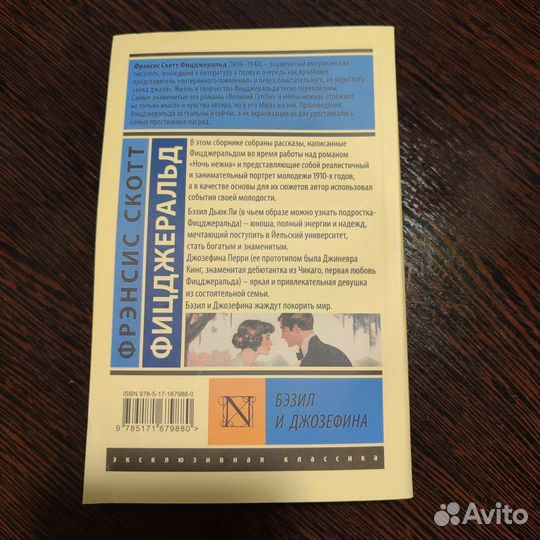 Фрэнсис Скотт Фицджеральд (1896–1940) – знаменитый американский
писатель, вошедший в литературу в первую очередь как ярчайший
представитель «потерянного поколения» и певец блистательного, но короткого
«века джаза». Жизнь и творчество Фицджеральда тесно переплетены.
Самые знаменитые его романы «Великий Гэтсби» и «Ночь нежна» отражают
не только мысли и чувства автора, но и его образ жизни. Произведения
Фицджеральда актуальны и сейчас, а их экранизации не раз удостаивались
самых престижных наград.
ФРЭНСИС СКОТТ
ФИЦДЖЕРАЛЬД
В этом сборнике собраны рассказы, написанные
Фицджеральдом во время работы над романом
«Ночь нежна» и представляющие собой реалистичный
и занимательный портрет молодежи 1910-х годов,
а в качестве основы для их сюжетов автор использовал
события своей молодости.
Бэзил Дьюк Ли (в чьем образе можно узнать подростка-
Фицджеральда) – юноша, полный энергии и надежд,
мечтающий поступить в Йельский университет,
стать богатым и знаменитым.
Джозефина Перри (ее прототипом была Джиневра
Кинг, знаменитая дебютантка из Чикаго, первая любовь
Фицджеральда) – яркая и привлекательная девушка
из состоятельной семьи.
Бэзил и Джозефина жаждут покорить мир.
ISBN 978-5-17-167988-0
9 785171 679880 >
N
БЭЗИЛ
И ДЖОЗЕФИНА
ЭКСКЛЮЗИВНАЯ КЛАССИКА
Avito